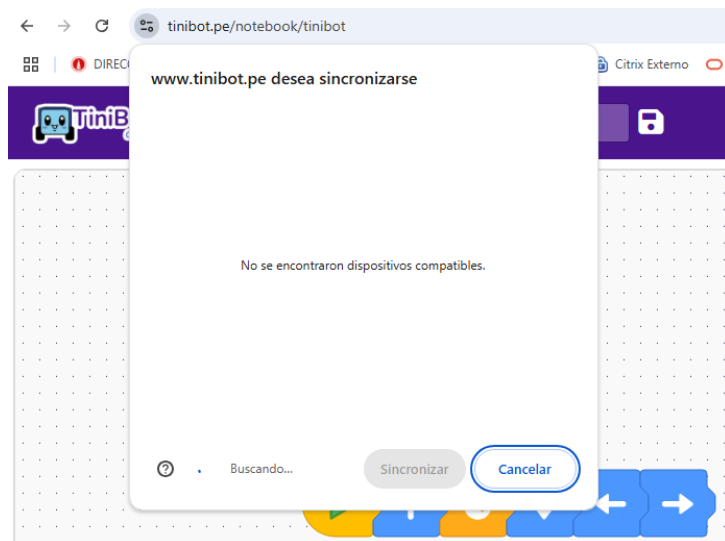 tinibot.pe/notebook/tinibot
DIREC
Citrix Externo
TiniB
www.tinibot.pe desea sincronizarse
No se encontraron dispositivos compatibles.
Buscando...
Sincronizar
Cancelar